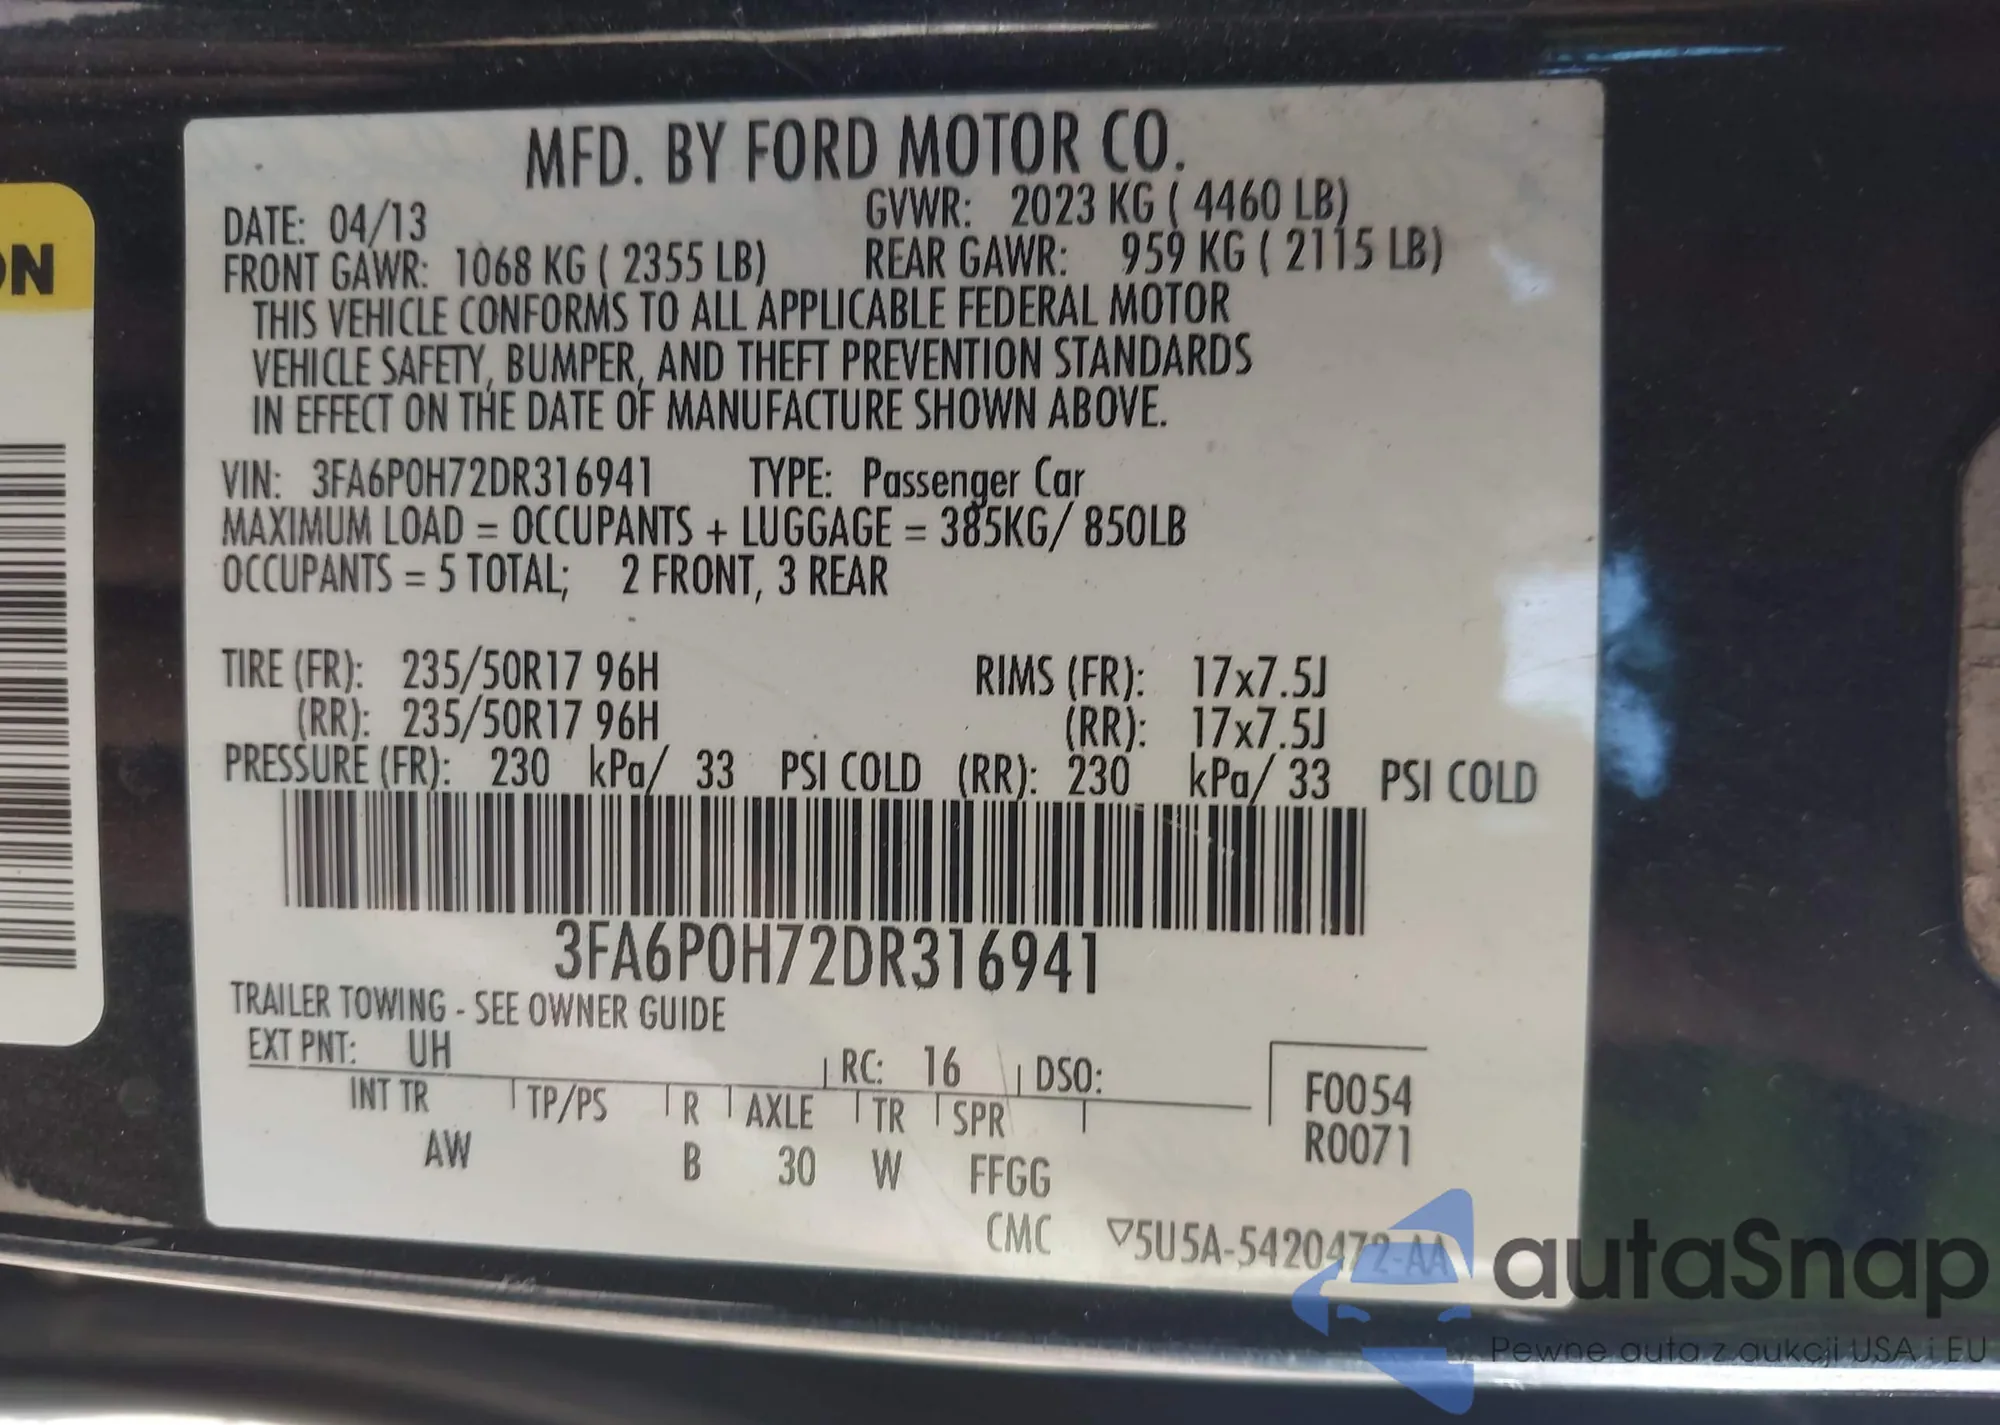 MFD. BY FORD MOTOR CO.
DATE: 04/13 GVWR: 2023 KG ( 4460 LB)
FRONT GAWR: 1068 KG ( 2355 LB) REAR GAWR: 959 KG ( 2115 LB)
THIS VEHICLE CONFORMS TO ALL APPLICABLE FEDERAL MOTOR
VEHICLE SAFETY, BUMPER, AND THEFT PREVENTION STANDARDS
IN EFFECT ON THE DATE OF MANUFACTURE SHOWN ABOVE.
VIN: 3FA6P0H72DR316941 TYPE: Passenger Car
MAXIMUM LOAD = OCCUPANTS + LUGGAGE = 385KG/ 850LB
OCCUPANTS = 5 TOTAL; 2 FRONT, 3 REAR
TIRE (FR): 235/50R17 96H RIMS (FR): 17x7.5J
(RR): 235/50R17 96H (RR): 17x7.5J
PRESSURE (FR): 230 kPa/ 33 PSI COLD (RR): 230 kPa/ 33 PSI COLD
3FA6P0H72DR316941
TRAILER TOWING - SEE OWNER GUIDE
EXT PNT: UH RC: 16 DSO:
INT TR TP/PS R AXLE TR SPR
AW B 30 W FFGG
F0054
R0071
CMC ▽5U5A-5420472-AA
ON
autaSnap
Pewne auta z aukcji USA i EU